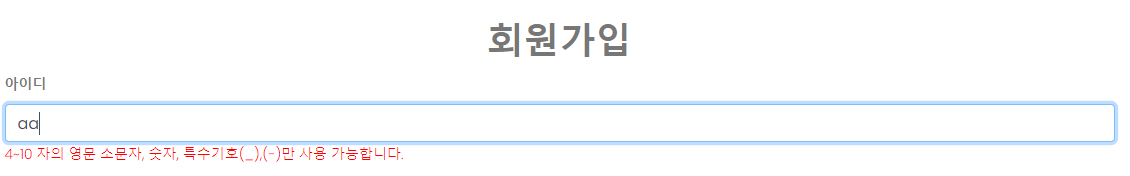 회원가입
아이디
aa
4~10 자의 영문 소문자, 숫자, 특수기호(_),(-)만 사용 가능합니다.